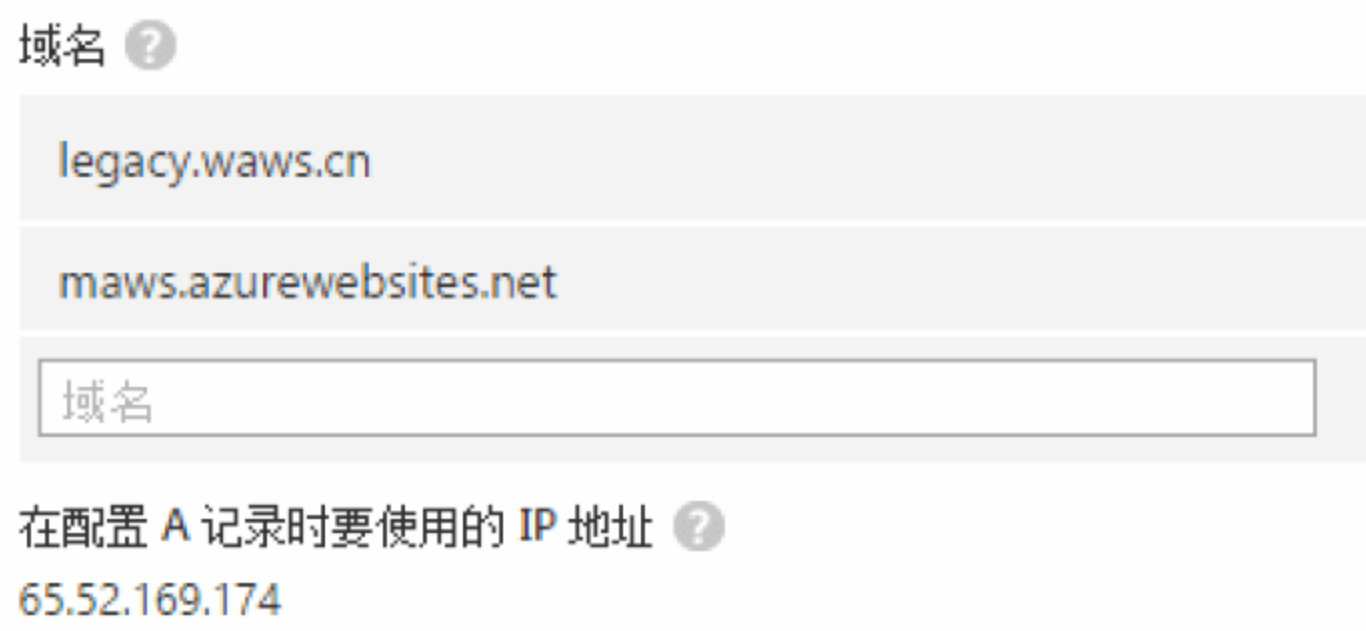 域名 ?
legacy.waws.cn
maws.azurewebsites.net
域名
在配置 A 记录时要使用的 IP 地址 ?
65.52.169.174